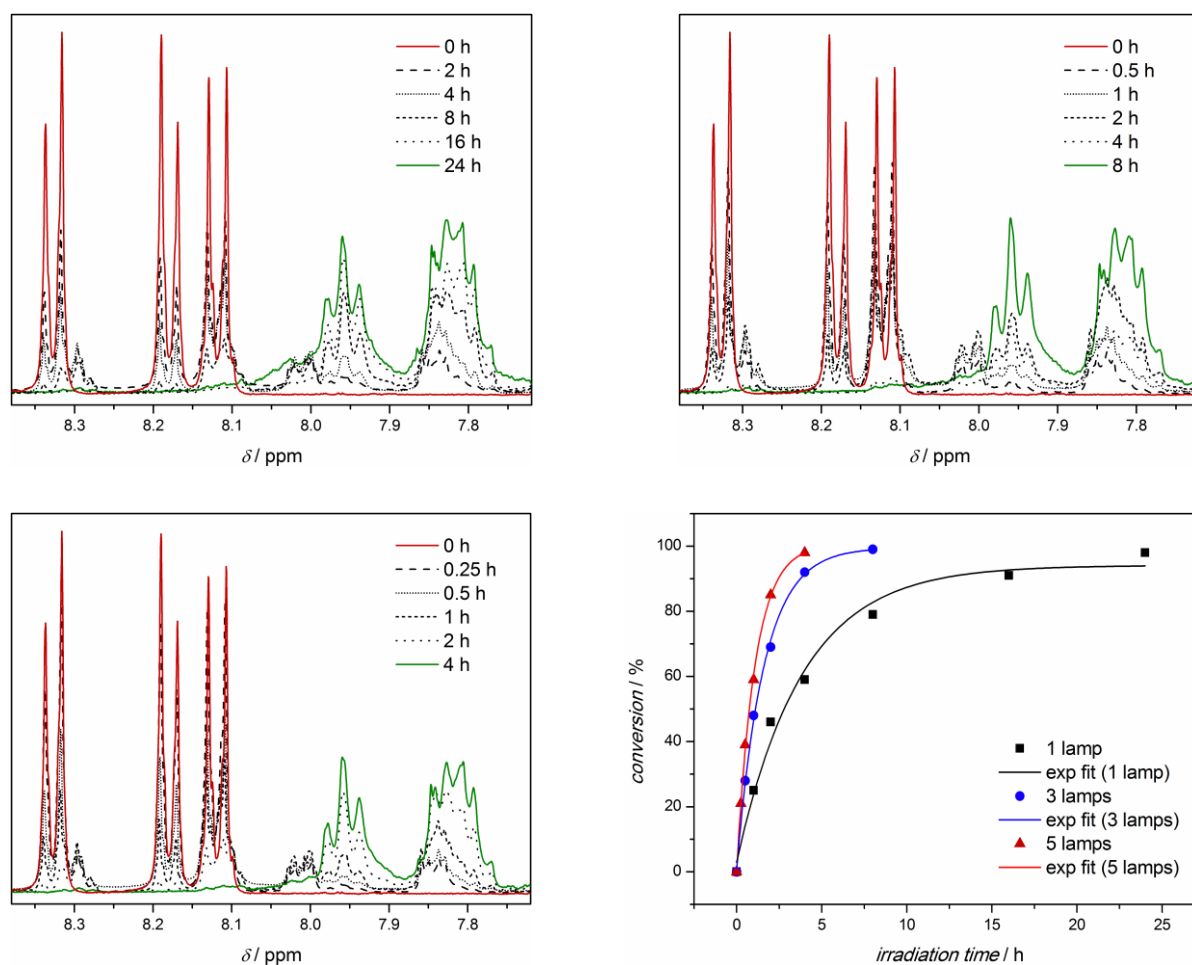 0 h
2 h
4 h
8 h
16 h
24 h
8.3 8.2 8.1 8.0 7.9 7.8
δ / ppm
0 h
0.5 h
1 h
2 h
4 h
8 h
8.3 8.2 8.1 8.0 7.9 7.8
δ / ppm
0 h
0.25 h
0.5 h
1 h
2 h
4 h
8.3 8.2 8.1 8.0 7.9 7.8
δ / ppm
100
80
60
40
20
0
conversion / %
1 lamp
exp fit (1 lamp)
3 lamps
exp fit (3 lamps)
5 lamps
exp fit (5 lamps)
0 5 10 15 20 25
irradiation time / h